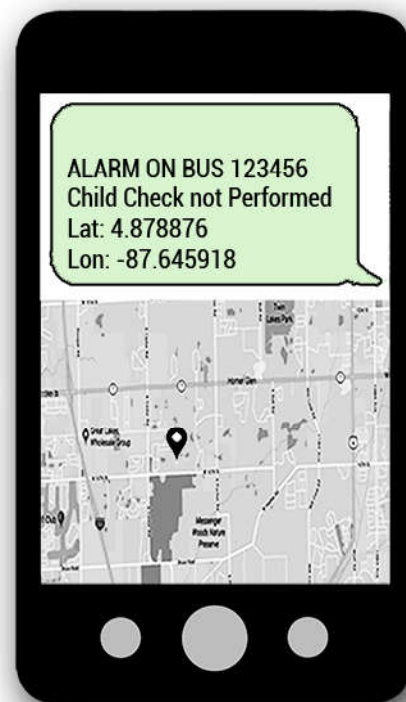 ALARM ON BUS 123456
Child Check not Performed
Lat: 4.878876
Lon: -87.645918
Twin
Lakes Park
Homer Glen
Great Lakes
Wholesale Group
Messenger
Woods Nature
Preserve